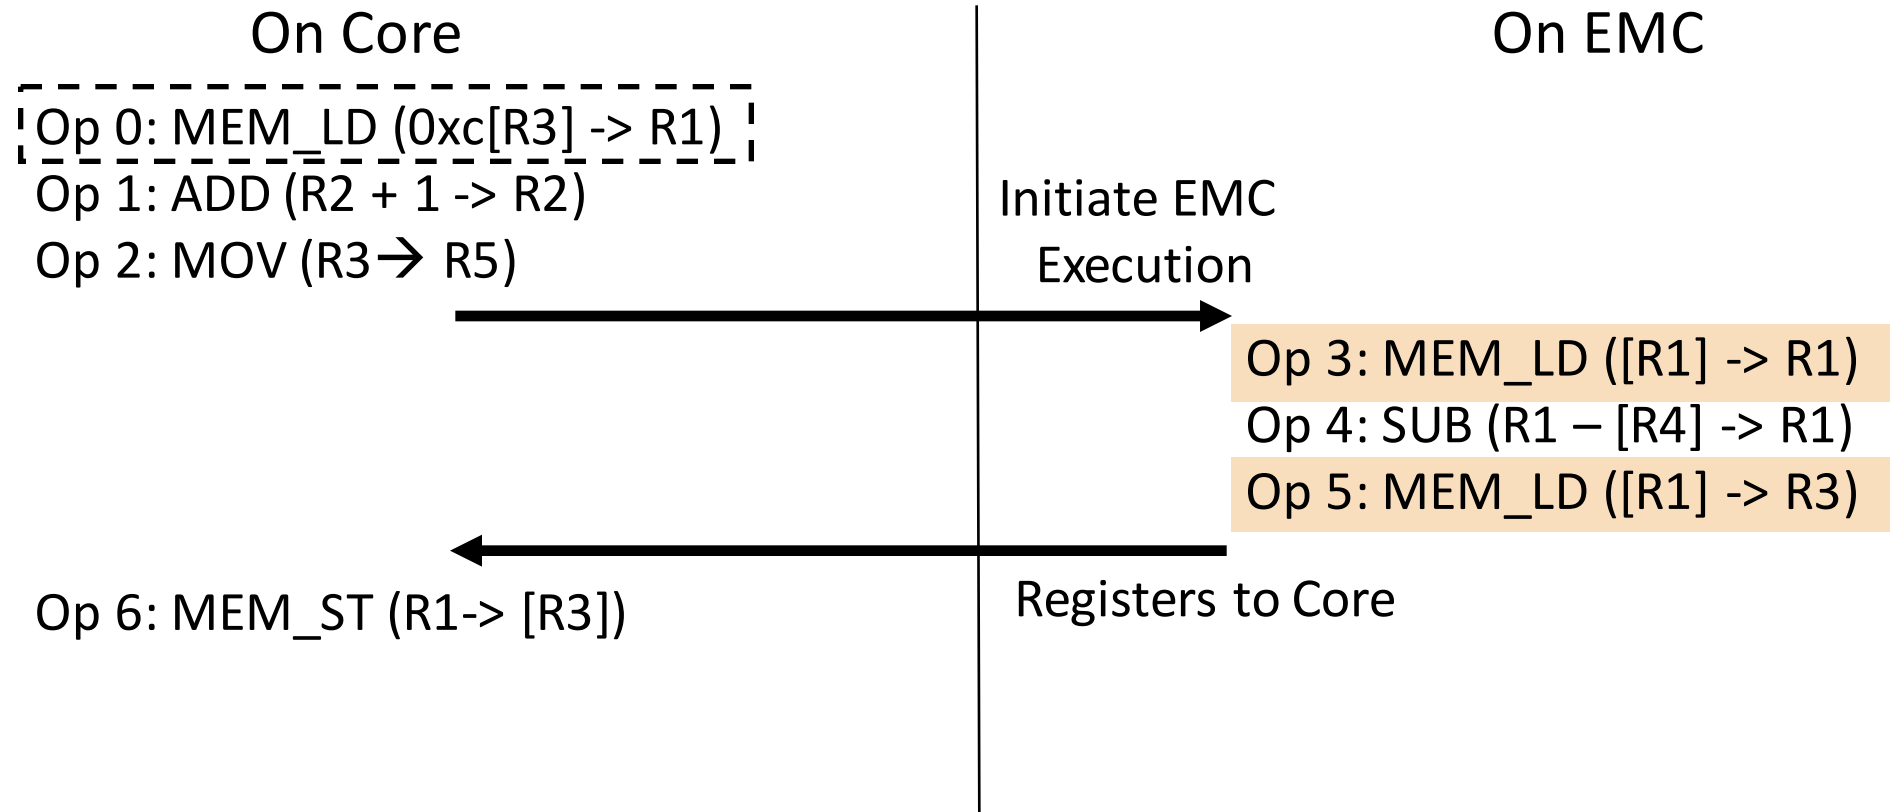 On Core
On EMC
Op 0: MEM_LD (0xc[R3] -> R1)
Op 1: ADD (R2 + 1 -> R2)
Op 2: MOV (R3→ R5)
Initiate EMC
Execution
Op 3: MEM_LD ([R1] -> R1)
Op 4: SUB (R1 – [R4] -> R1)
Op 5: MEM_LD ([R1] -> R3)
Registers to Core
Op 6: MEM_ST (R1-> [R3])